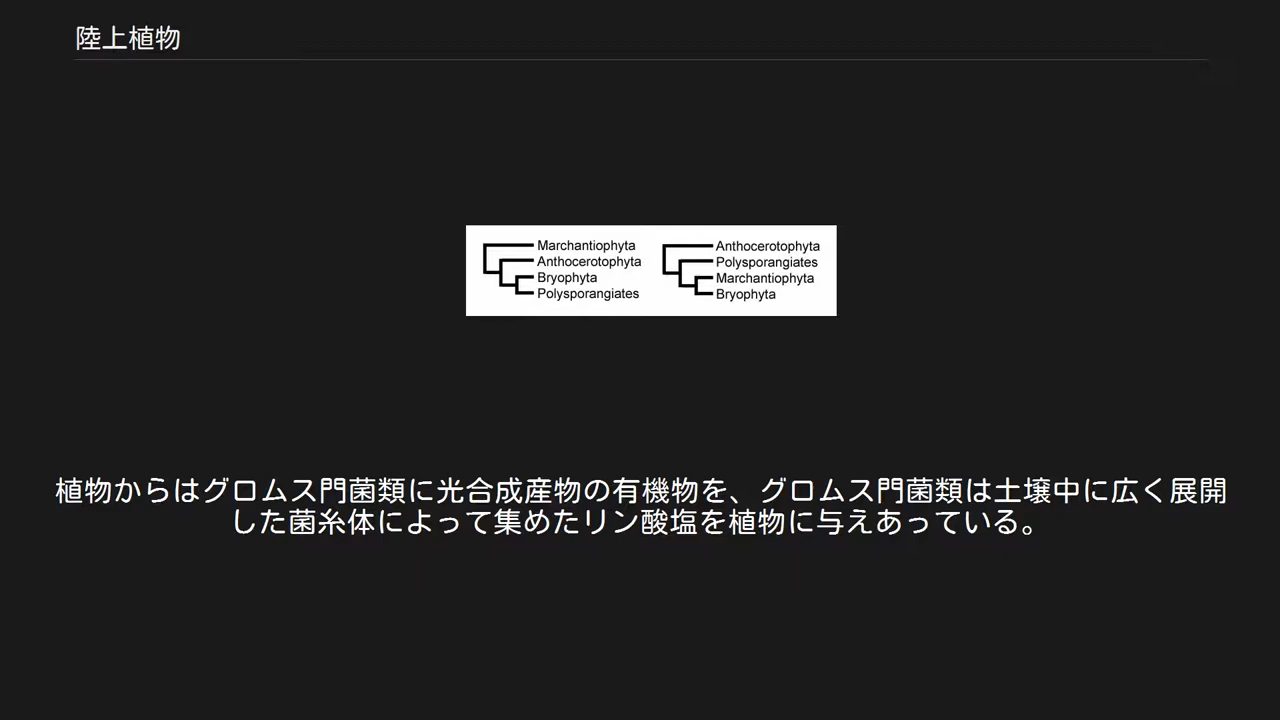 陸上植物
Marchantiophyta
Anthocerotophyta
Bryophyta
Polysporangiates
Anthocerotophyta
Polysporangiates
Marchantiophyta
Bryophyta
植物からはグロムス門菌類に光合成産物の有機物を、グロムス門菌類は土壌中に広く展開
した菌糸体によって集めたリン酸塩を植物に与えあっている。